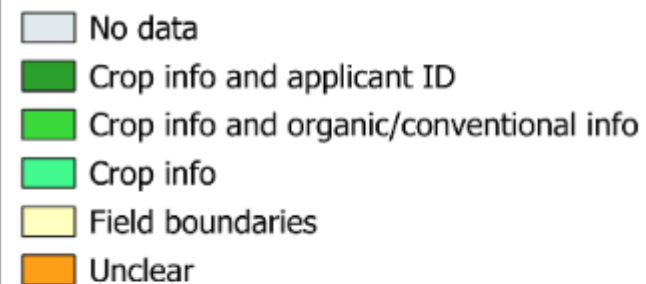 No data
Crop info and applicant ID
Crop info and organic/conventional info
Crop info
Field boundaries
Unclear